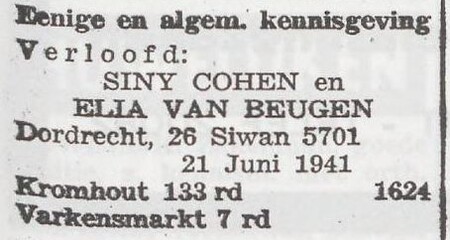 Eenige en algem. kennisgeving
Verloofd:
SINY COHEN en
ELIA VAN BEUGEN
Dordrecht, 26 Siwan 5701
21 Juni 1941
Kromhout 133 rd 1624
Varkensmarkt 7 rd